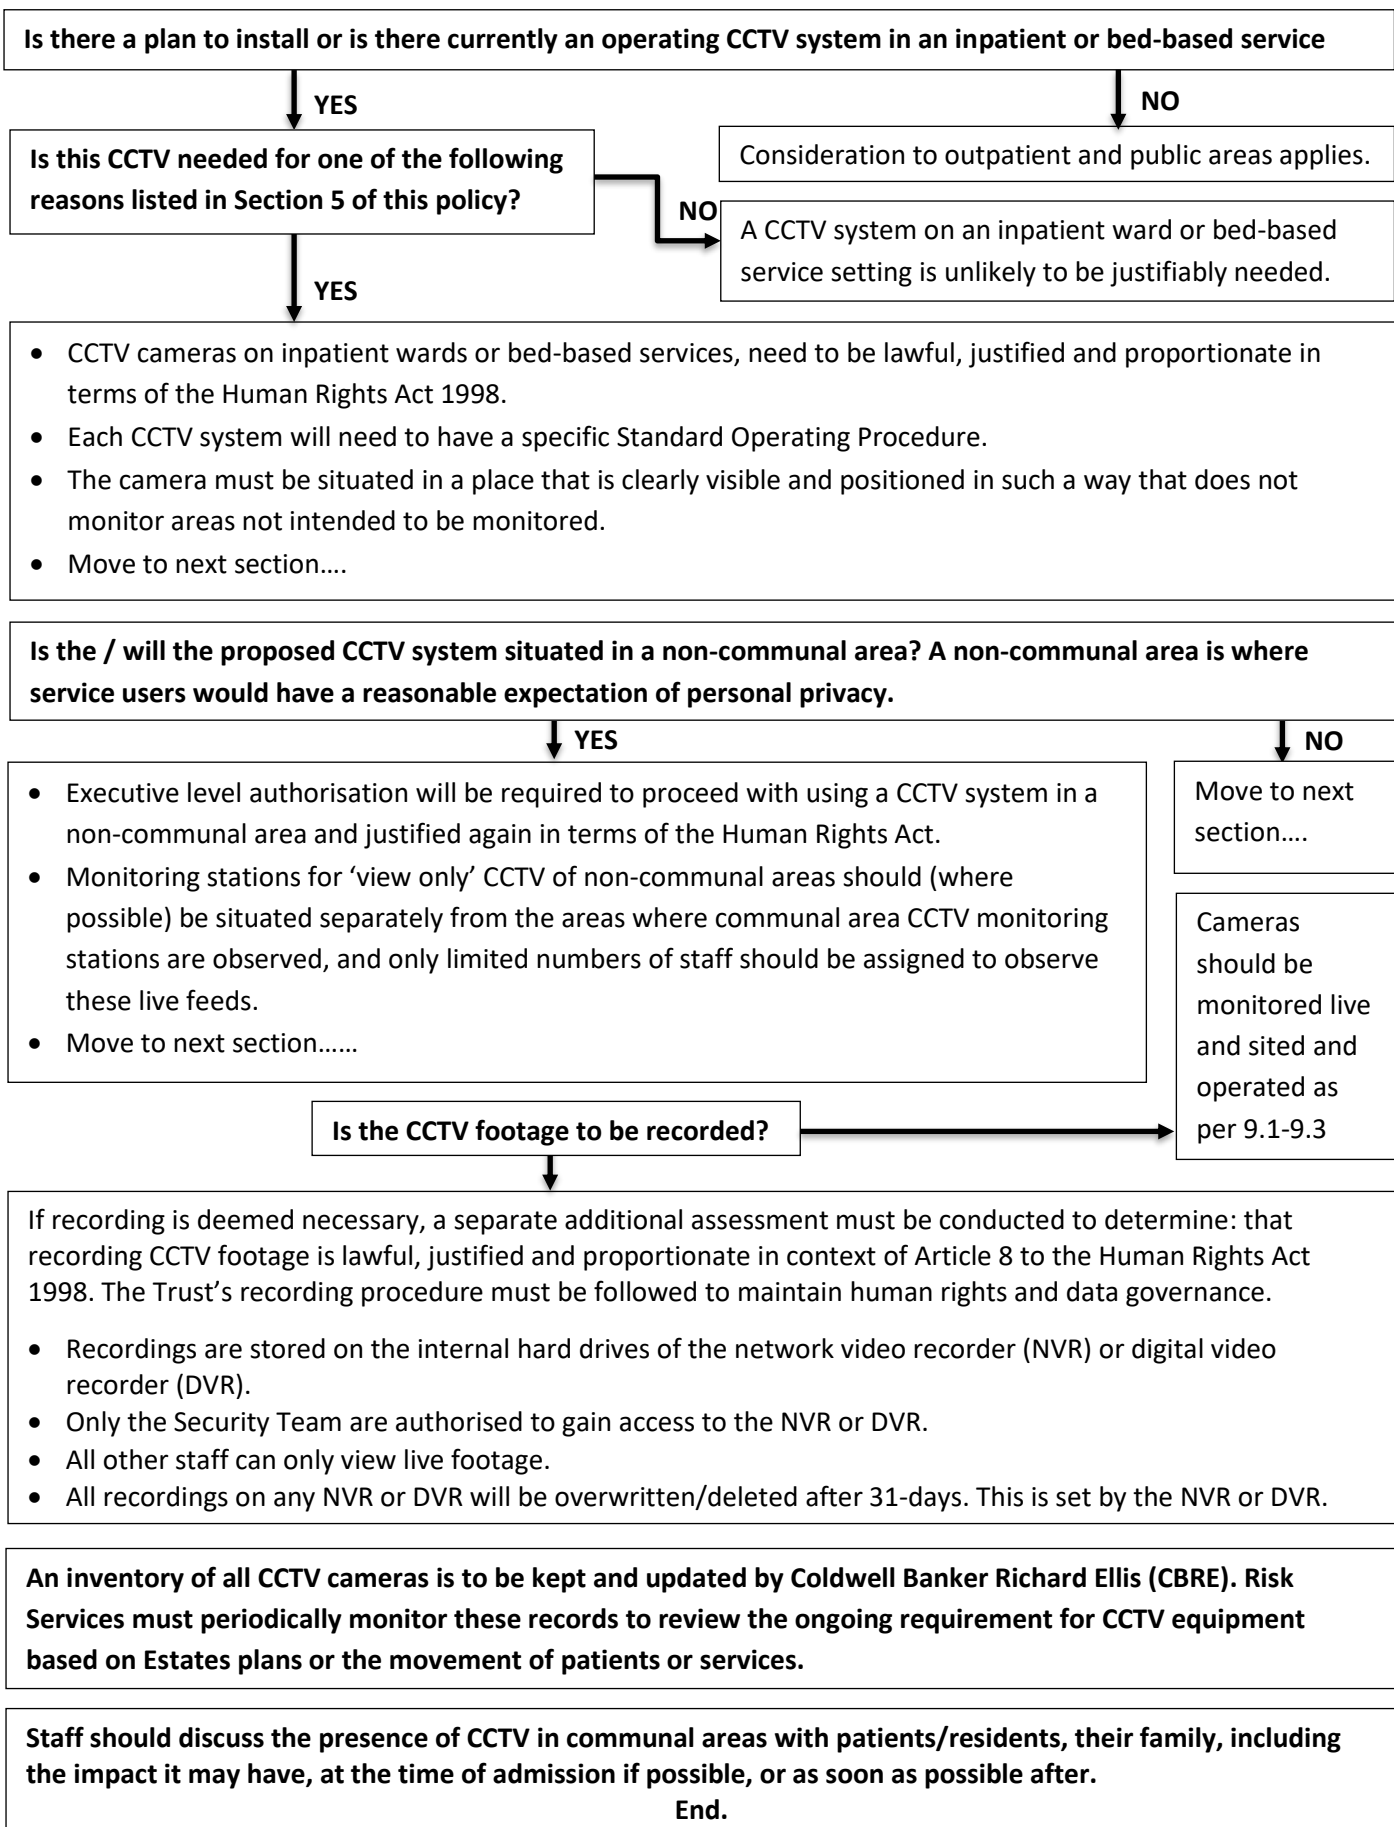 Is there a plan to install or is there currently an operating CCTV system in an inpatient or bed-based service
YES
NO
Is this CCTV needed for one of the following
reasons listed in Section 5 of this policy?
Consideration to outpatient and public areas applies.
NO
A CCTV system on an inpatient ward or bed-based
service setting is unlikely to be justifiably needed.
YES
• CCTV cameras on inpatient wards or bed-based services, need to be lawful, justified and proportionate in
terms of the Human Rights Act 1998.
• Each CCTV system will need to have a specific Standard Operating Procedure.
• The camera must be situated in a place that is clearly visible and positioned in such a way that does not
monitor areas not intended to be monitored.
• Move to next section….
Is the / will the proposed CCTV system situated in a non-communal area? A non-communal area is where
service users would have a reasonable expectation of personal privacy.
YES
NO
• Executive level authorisation will be required to proceed with using a CCTV system in a
non-communal area and justified again in terms of the Human Rights Act.
• Monitoring stations for ‘view only’ CCTV of non-communal areas should (where
possible) be situated separately from the areas where communal area CCTV monitoring
stations are observed, and only limited numbers of staff should be assigned to observe
these live feeds.
• Move to next section……
Move to next
section….
Cameras
should be
monitored live
and sited and
operated as
per 9.1-9.3
Is the CCTV footage to be recorded?
If recording is deemed necessary, a separate additional assessment must be conducted to determine: that
recording CCTV footage is lawful, justified and proportionate in context of Article 8 to the Human Rights Act
1998. The Trust’s recording procedure must be followed to maintain human rights and data governance.
• Recordings are stored on the internal hard drives of the network video recorder (NVR) or digital video
recorder (DVR).
• Only the Security Team are authorised to gain access to the NVR or DVR.
• All other staff can only view live footage.
• All recordings on any NVR or DVR will be overwritten/deleted after 31-days. This is set by the NVR or DVR.
An inventory of all CCTV cameras is to be kept and updated by Coldwell Banker Richard Ellis (CBRE). Risk
Services must periodically monitor these records to review the ongoing requirement for CCTV equipment
based on Estates plans or the movement of patients or services.
Staff should discuss the presence of CCTV in communal areas with patients/residents, their family, including
the impact it may have, at the time of admission if possible, or as soon as possible after.
End.